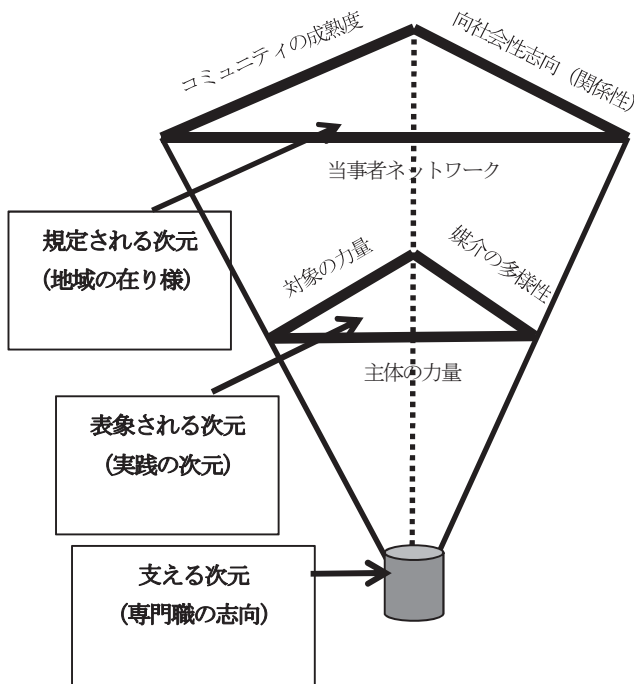 コミュニティの成熟度
向社会性志向（関係性）
当事者ネットワーク
規定される次元
（地域の在り様）
対象の力量
媒介の多様性
主体の力量
表象される次元
（実践の次元）
支える次元
（専門職の志向）